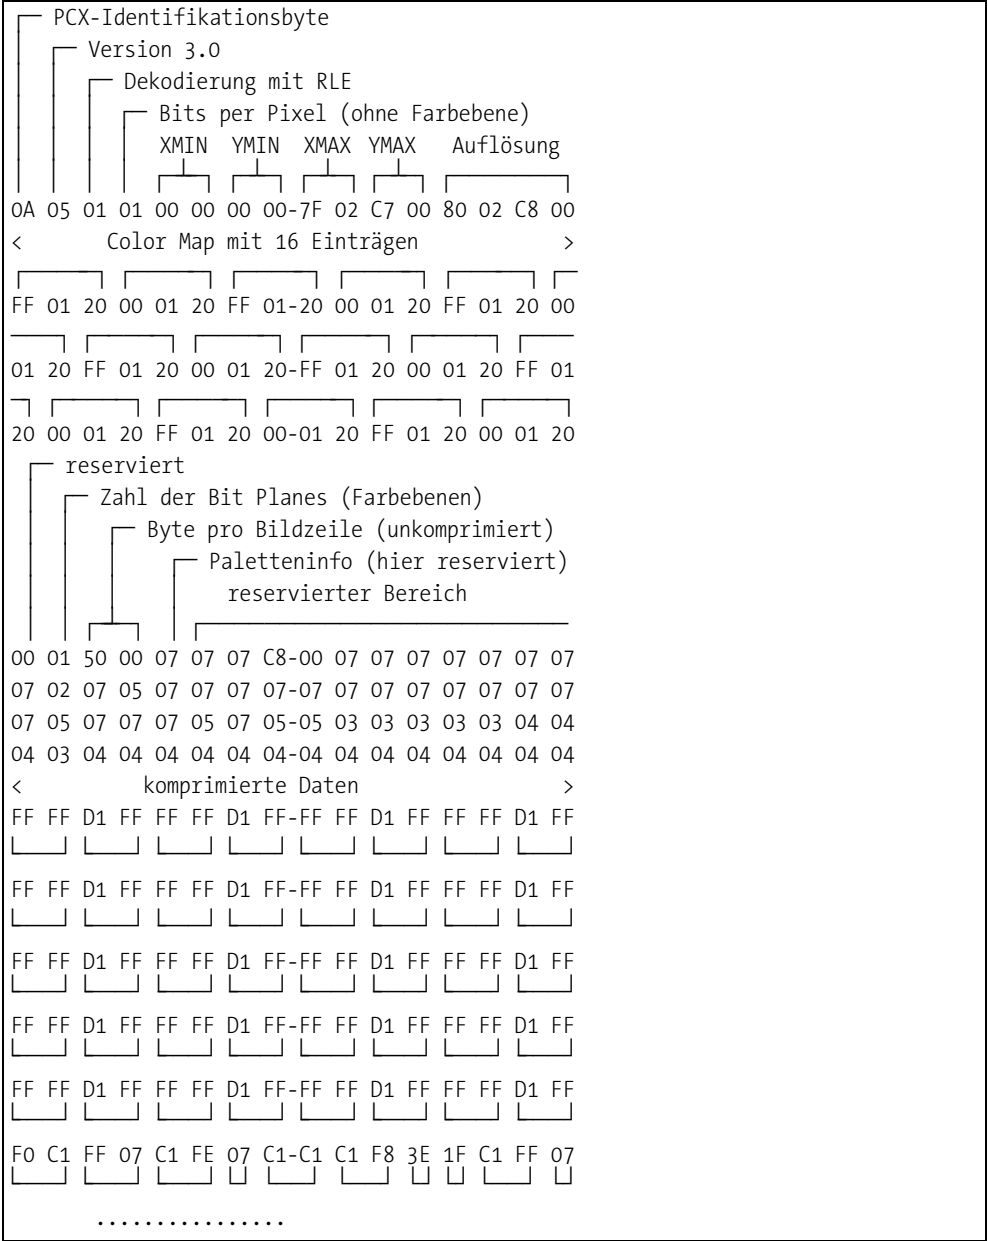 PCX-Identifikationsbyte
Version 3.0
Dekodierung mit RLE
Bits per Pixel (ohne Farbebene)
XMIN YMIN XMAX YMAX Auflösung
0A 05 01 01 00 00 00 00-7F 02 C7 00 80 02 C8 00
< Color Map mit 16 Einträgen >
FF 01 20 00 01 20 FF 01-20 00 01 20 FF 01 20 00
01 20 FF 01 20 00 01 20-FF 01 20 00 01 20 FF 01
20 00 01 20 FF 01 20 00-01 20 FF 01 20 00 01 20
reserviert
Zahl der Bit Planes (Farbebenen)
Byte pro Bildzeile (unkomprimiert)
Paletteninfo (hier reserviert)
reservierter Bereich
00 01 50 00 07 07 07 C8-00 07 07 07 07 07 07 07
07 02 07 05 07 07 07 07-07 07 07 07 07 07 07 07
07 05 07 07 07 05 07 05-05 03 03 03 03 03 04 04
04 03 04 04 04 04 04 04-04 04 04 04 04 04 04 04
< komprimierte Daten >
FF FF D1 FF FF FF D1 FF-FF FF D1 FF FF FF D1 FF
FF FF D1 FF FF FF D1 FF-FF FF D1 FF FF FF D1 FF
FF FF D1 FF FF FF D1 FF-FF FF D1 FF FF FF D1 FF
FF FF D1 FF FF FF D1 FF-FF FF D1 FF FF FF D1 FF
FF FF D1 FF FF FF D1 FF-FF FF D1 FF FF FF D1 FF
F0 C1 FF 07 C1 FE 07 C1-C1 C1 F8 3E 1F C1 FF 07
................